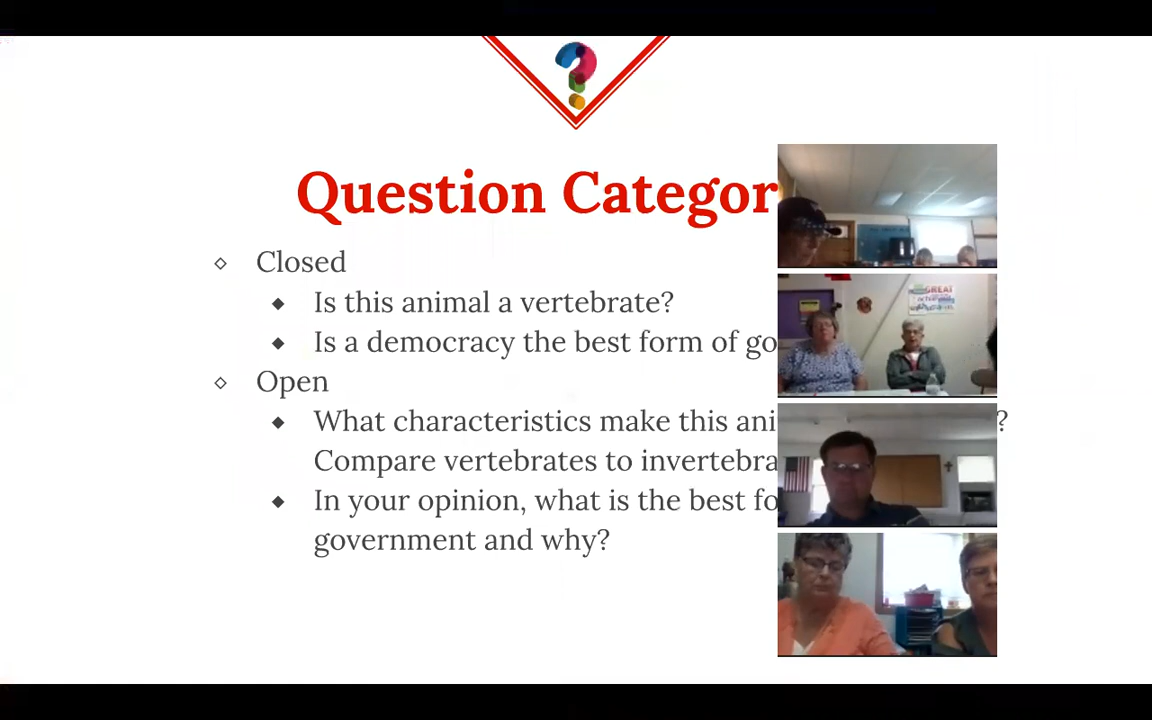 Question Categor
Closed
Is this animal a vertebrate?
Is a democracy the best form of go
Open
What characteristics make this ani ?
Compare vertebrates to invertebra
In your opinion, what is the best fo
government and why?
GREAT